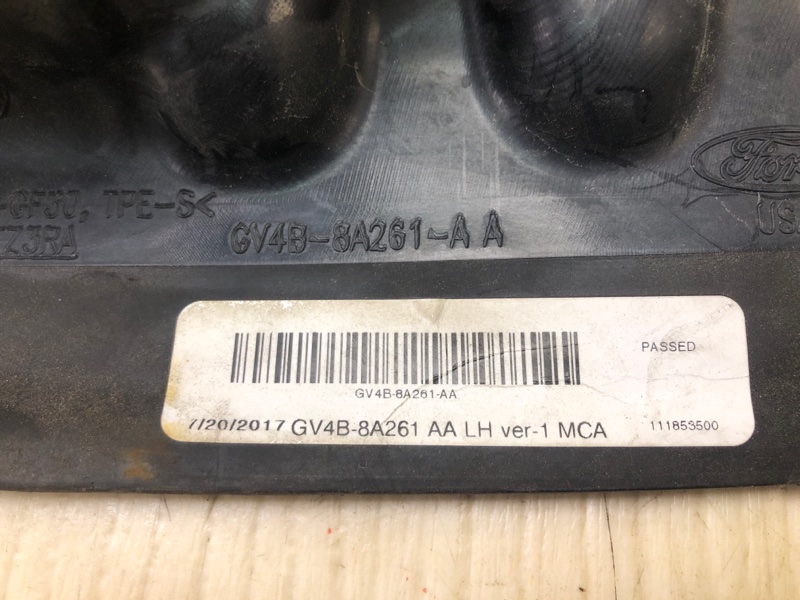 Ford
TPE-S<
GV4B-8A261-A A
PASSED
GV4B-8A261-AA
7/20/2017 GV4B-8A261 AA LH ver-1 MCA
111853500